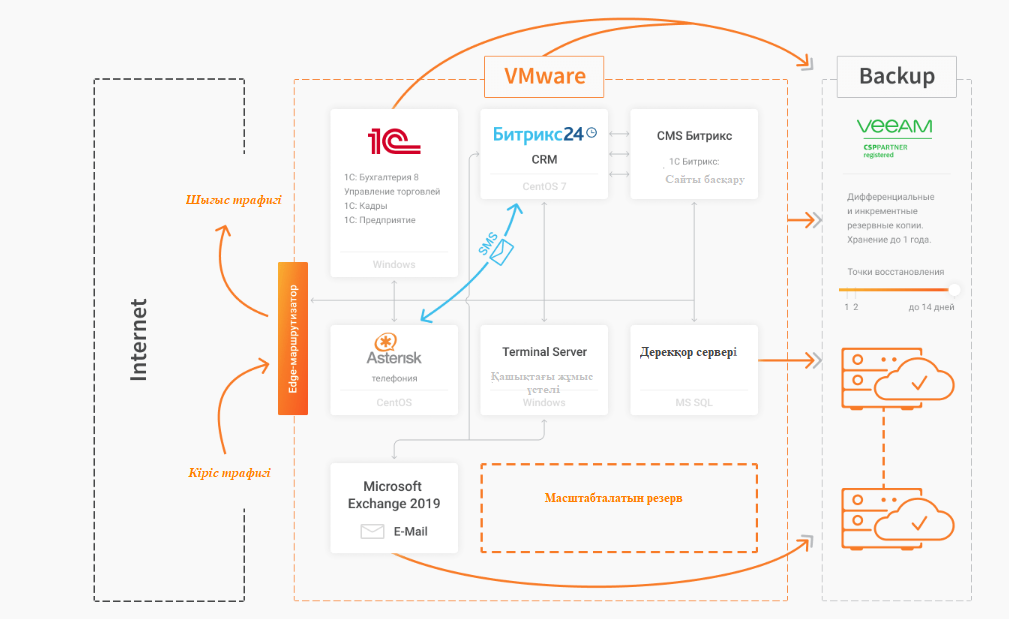 VMware
Backup
1C
1С: Бухгалтерия 8
Управление торговлей
1С: Кадры
1С: Предприятие
Windows
Битрикс24
CRM
CentOS 7
CMS Битрикс
1С Битрикс:
Сайты басқару
veeAM
CSP PARTNER
registered
Дифференциальные
и инкрементные
резервные копии.
Хранение до 1 года.
Точки восстановления
1 2
до 14 дней
Шығыс трафигі
SMS
Internet
Edge-маршрутизатор
Asterisk
телефония
CentOS
Terminal Server
Қашықтағы жұмыс
үстелі
Windows
Дерекқор сервері
MS SQL
Кіріс трафигі
Microsoft
Exchange 2019
E-Mail
Масштабталатын резерв